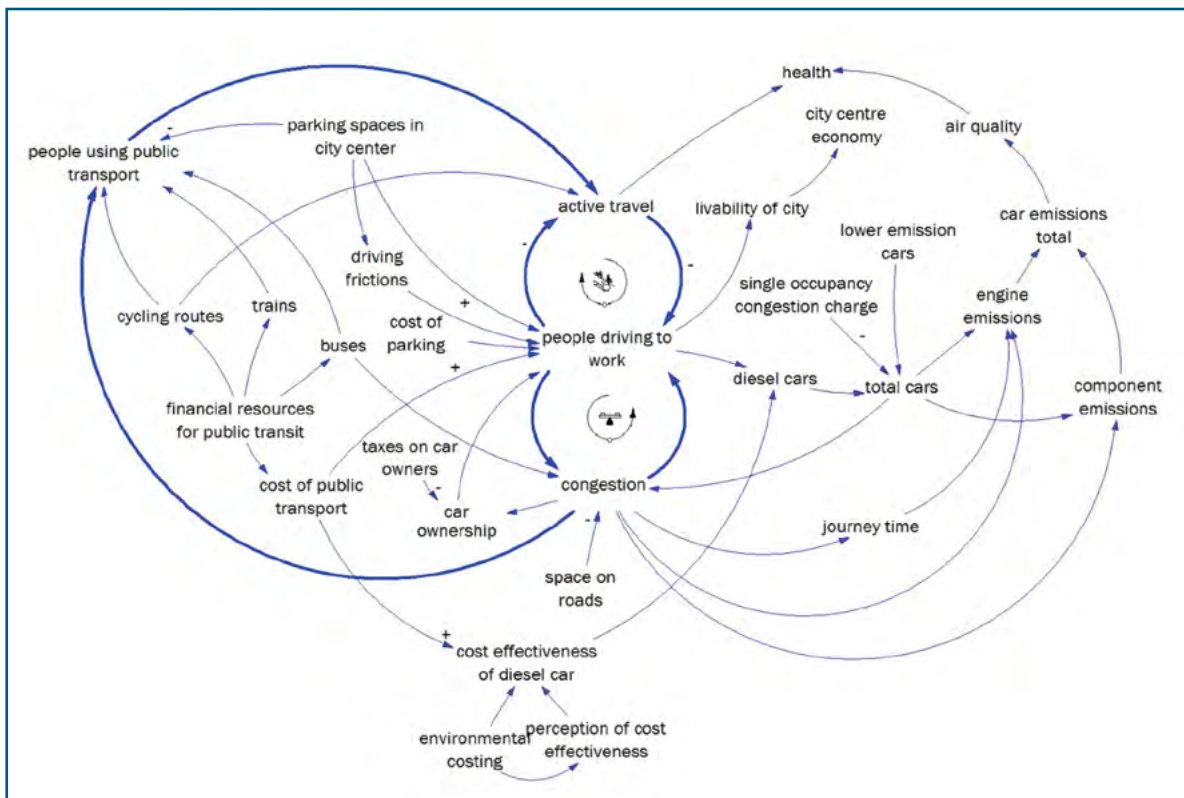 health
city centre
economy
air quality
-
parking spaces in
city center
people using public
transport
active travel
livability of city
car emissions
total
-
-
lower emission
cars
driving
frictions
single occupancy
congestion charge
engine
emissions
cycling routes
trains
+
cost of
parking
buses
people driving to
work
-
+
diesel cars
total cars
component
emissions
financial resources
for public transit
taxes on car
owners
-
cost of public
transport
congestion
car
ownership
-
journey time
space on
roads
+
cost effectiveness
of diesel car
environmental
costing
perception of cost
effectiveness